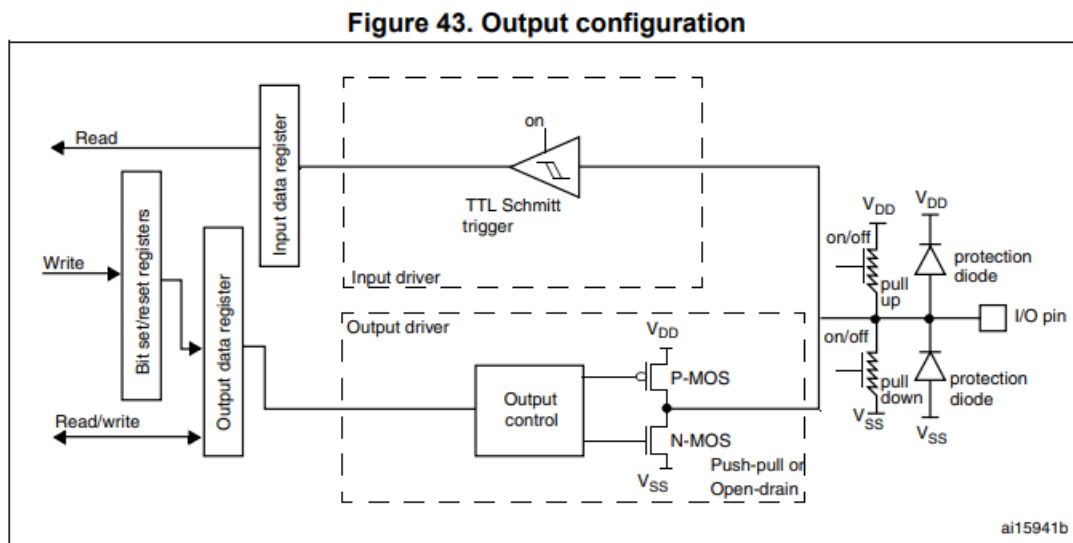 Figure 43. Output configuration
Read
Input data register
on
TTL Schmitt
trigger
Input driver
Write
Bit set/reset registers
Output data register
Read/write
Output driver
VDD
P-MOS
Output
control
N-MOS
VSS
Push-pull or
Open-drain
VDD
on/off
pull
up
VDD
protection
diode
I/O pin
on/off
pull
down
VSS
protection
diode
VSS
ai15941b